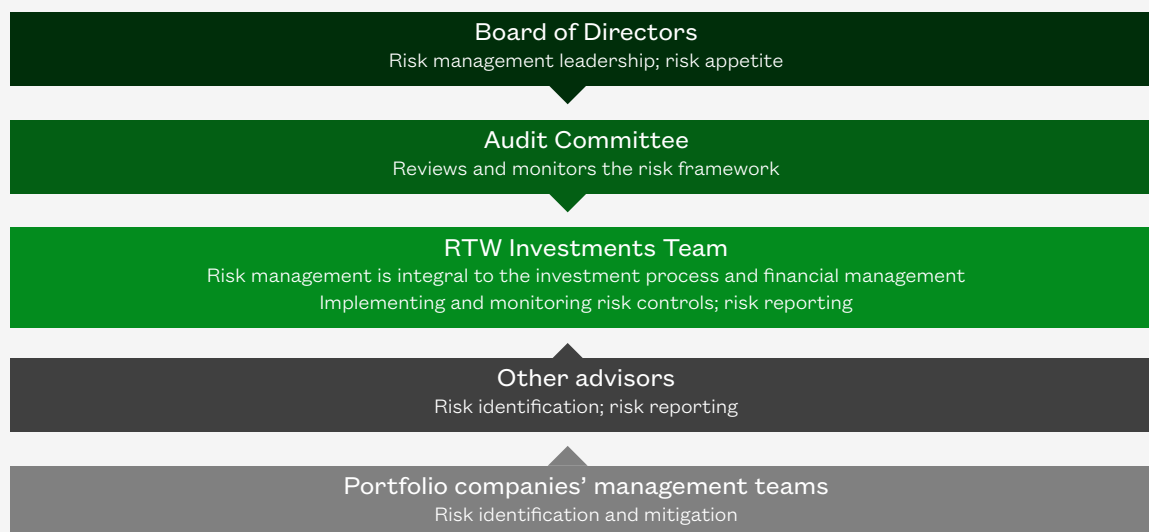 Board of Directors
Risk management leadership; risk appetite
Audit Committee
Reviews and monitors the risk framework
RTW Investments Team
Risk management is integral to the investment process and financial management
Implementing and monitoring risk controls; risk reporting
Other advisors
Risk identification; risk reporting
Portfolio companies’ management teams
Risk identification and mitigation